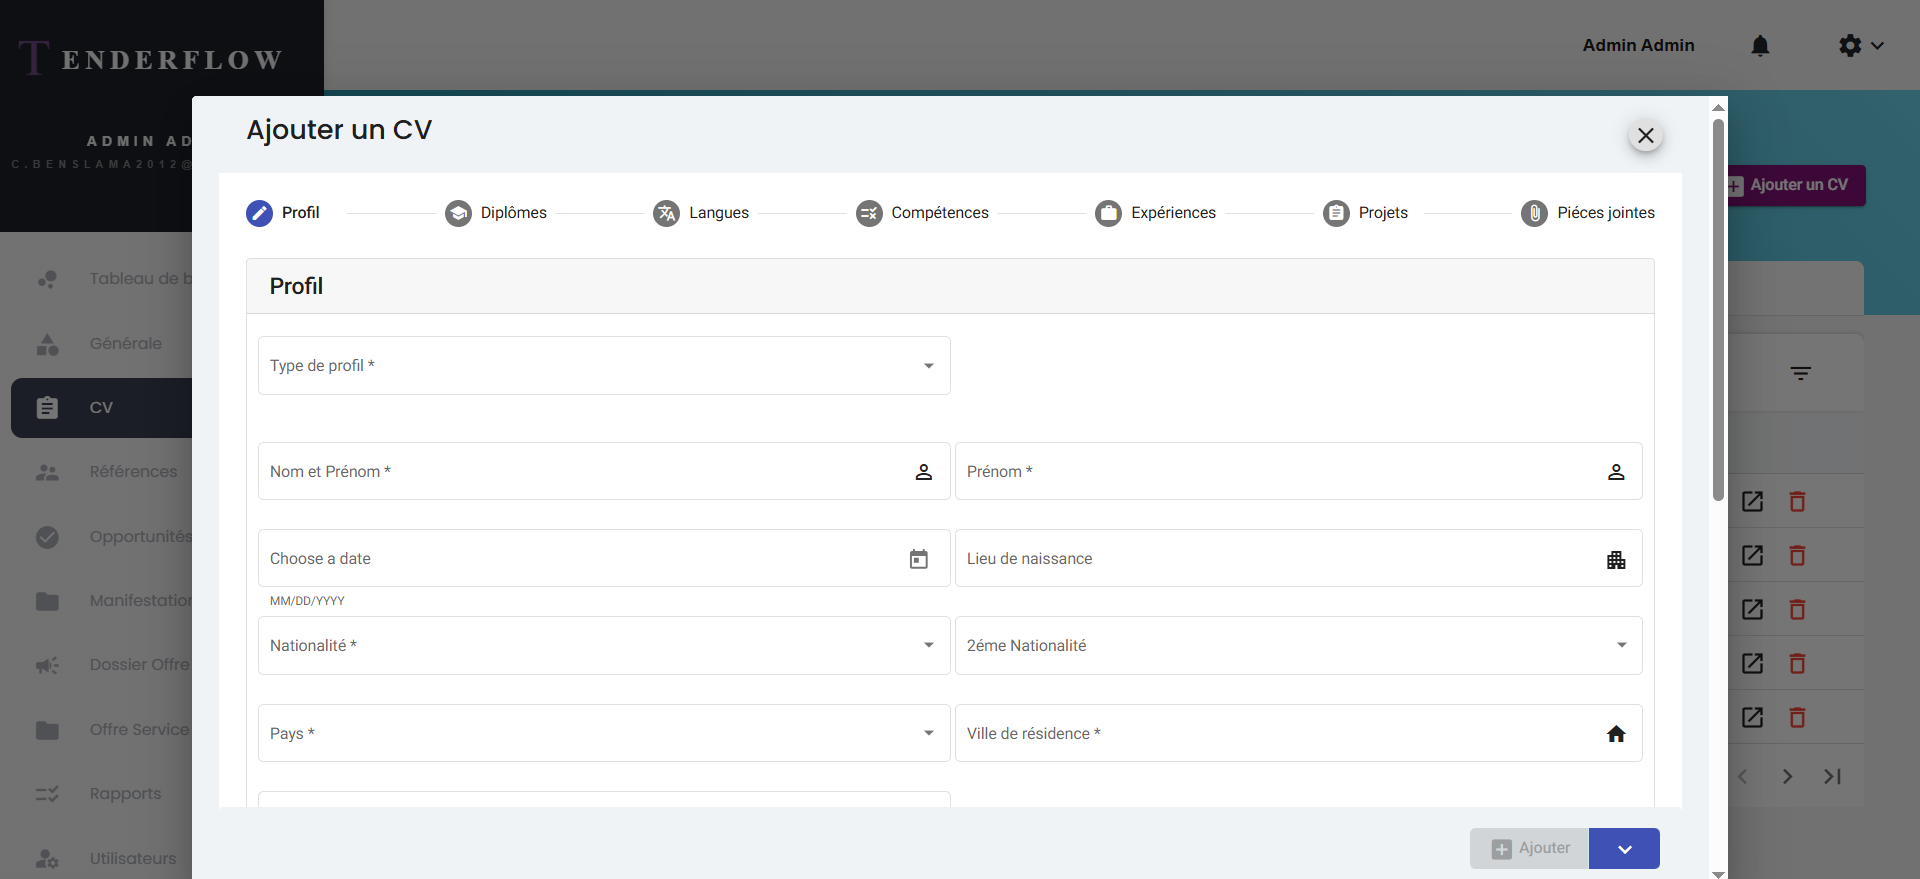 TENDERFLOW
Admin Admin
ADMIN AD
C.BENSLAMA2012@
Ajouter un CV
Ajouter un CV
Profil
Diplômes
Langues
Compétences
Expériences
Projets
Piéces jointes
Profil
Type de profil *
Nom et Prénom *
Prénom *
Choose a date
Lieu de naissance
MM/DD/YYYY
Nationalité *
2éme Nationalité
Pays *
Ville de résidence *
Ajouter
Tableau de b
Générale
CV
Références
Opportunités
Manifestation
Dossier Offre
Offre Service
Rapports
Utilisateurs